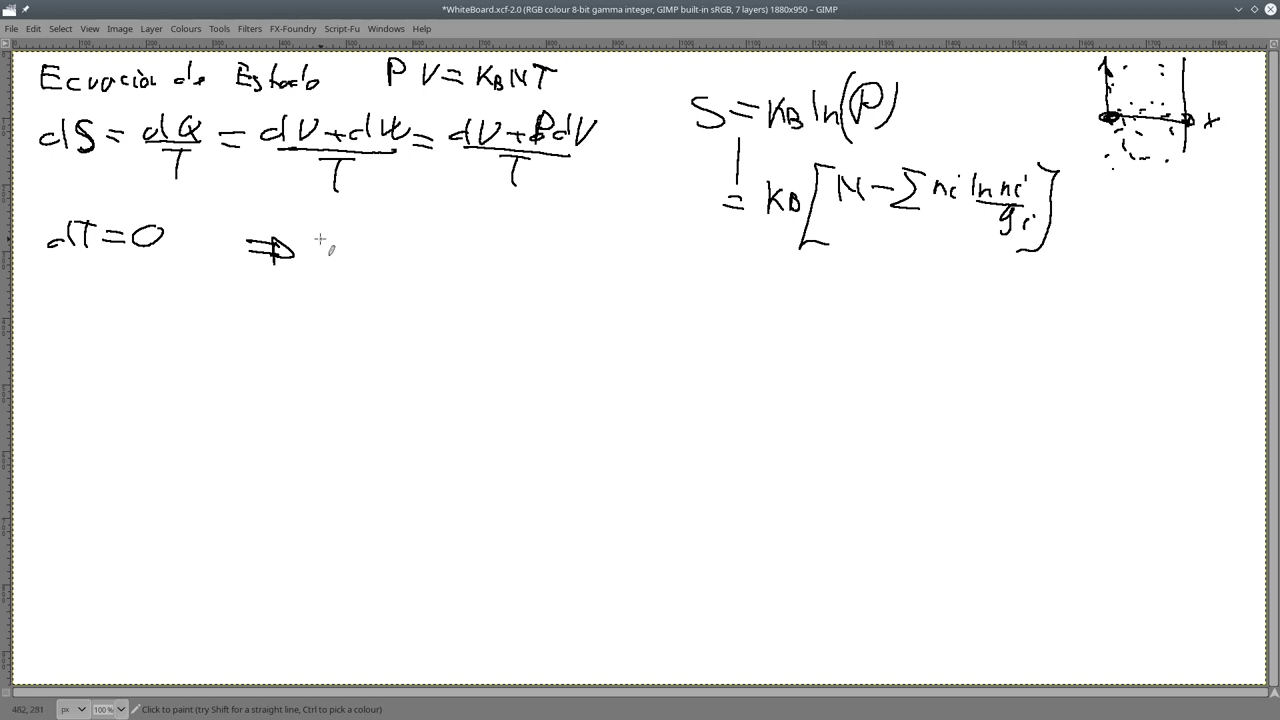 *WhiteBoard.xcf-2.0 (RGB colour 8-bit gamma integer, GIMP built-in sRGB, 7 layers) 1880x950 – GIMP
File Edit Select View Image Layer Colours Tools Filters FX-Foundry Script-Fu Windows Help
Ecuación de Estado PV = KB NT
dS = dQ/T = dU + dW/T = dU + PdV/T
dT = 0 ⇒
S = KB ln(P)
= KB [N - Σ ni ln ni/gi]
x
482, 281 px 100 % Click to paint (try Shift for a straight line, Ctrl to pick a colour)